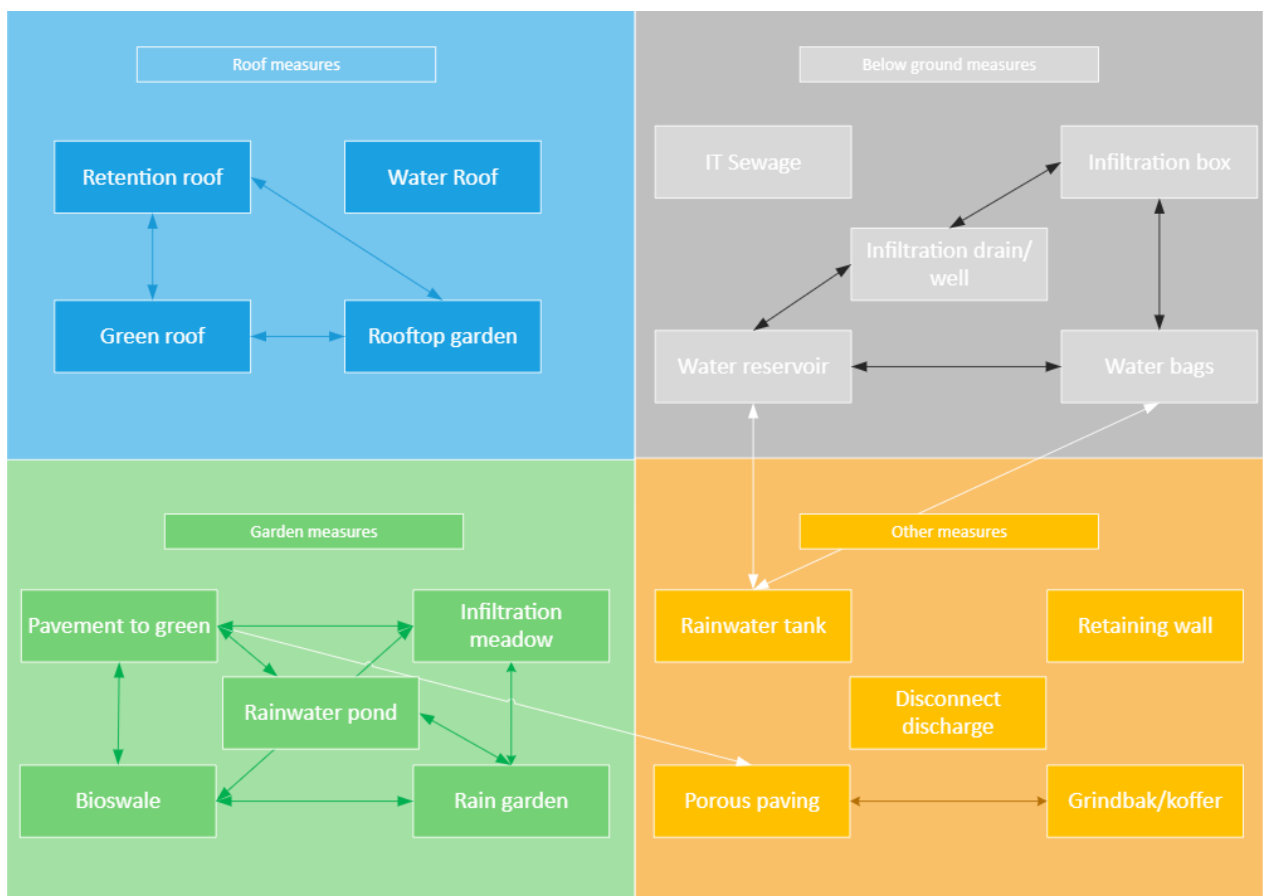 Roof measures
Retention roof
Water Roof
Green roof
Rooftop garden
Below ground measures
IT Sewage
Infiltration box
Infiltration drain/
well
Water reservoir
Water bags
Garden measures
Pavement to green
Infiltration
meadow
Rainwater pond
Bioswale
Rain garden
Other measures
Rainwater tank
Retaining wall
Disconnect
discharge
Porous paving
Grindbak/koffer